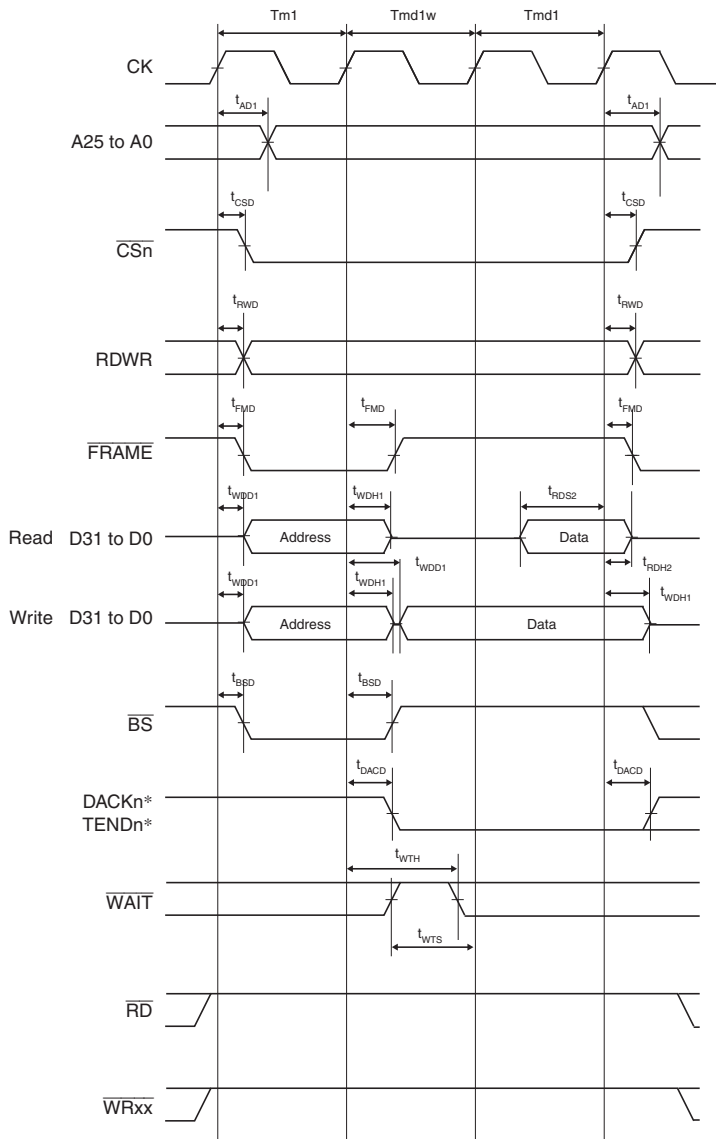 Tm1 Tmd1w Tmd1
CK
tAD1 tAD1
A25 to A0
tCSD tCSD
CSn
tRWD tRWD
RDWR
tFMD tFMD tFMD
FRAME
tWDD1 tWDH1 tRDS2
Read D31 to D0 Address Data
tWDD1 tRDH2
tWDD1 tWDH1 tWDH1
Write D31 to D0 Address Data
tBSD tBSD
BS
tDACD tDACD
DACKn*
TENDn*
tWTH
WAIT
tWTS
RD
WRxx